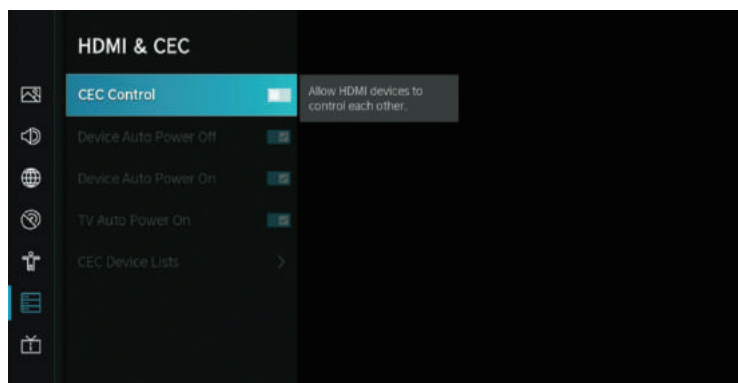 HDMI & CEC
CEC Control
Allow HDMI devices to
control each other.
Device Auto Power Off
Device Auto Power On
TV Auto Power On
CEC Device Lists